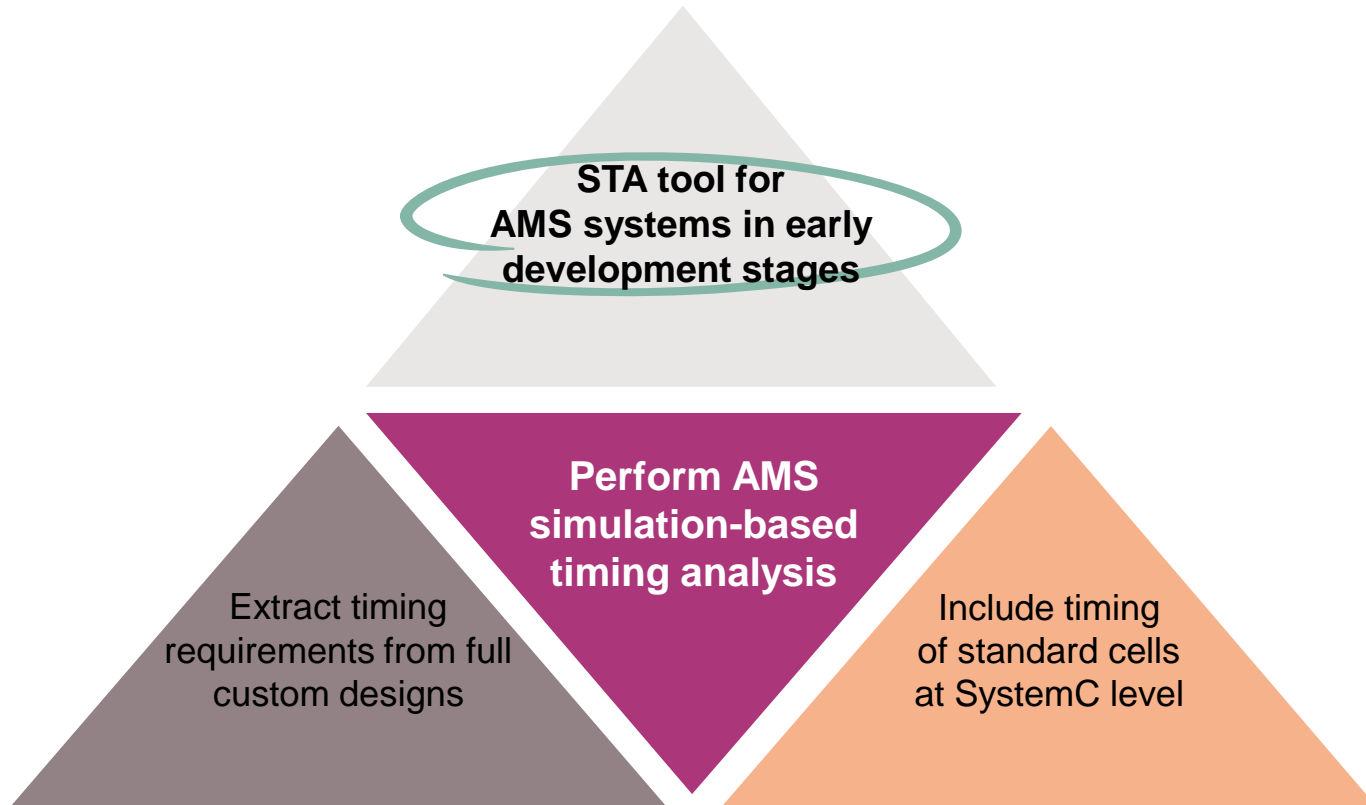 STA tool for
AMS systems in early
development stages
Perform AMS
simulation-based
timing analysis
Extract timing
requirements from full
custom designs
Include timing
of standard cells
at SystemC level